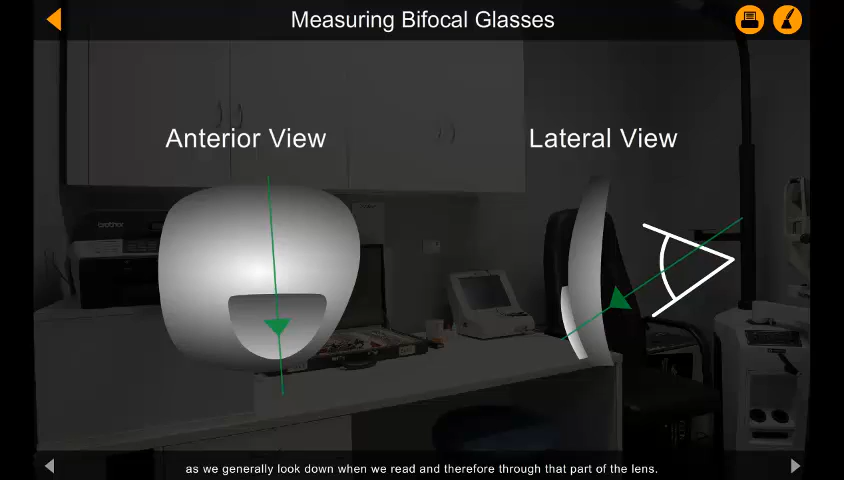 Measuring Bifocal Glasses
Anterior View
Lateral View
brother
as we generally look down when we read and therefore through that part of the lens.